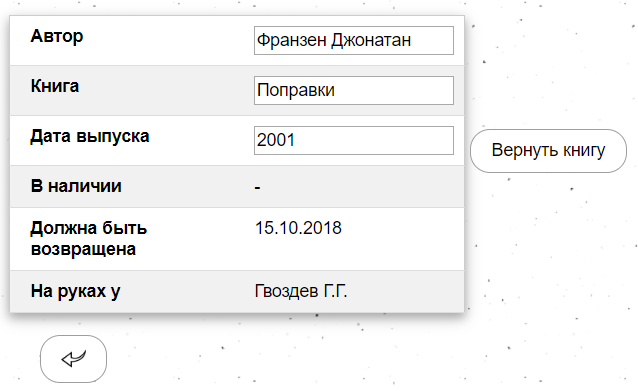 Автор
Франзен Джонатан
Книга
Поправки
Дата выпуска
2001
Вернуть книгу
В наличии
-
Должна быть
возвращена
15.10.2018
На руках у
Гвоздев Г.Г.